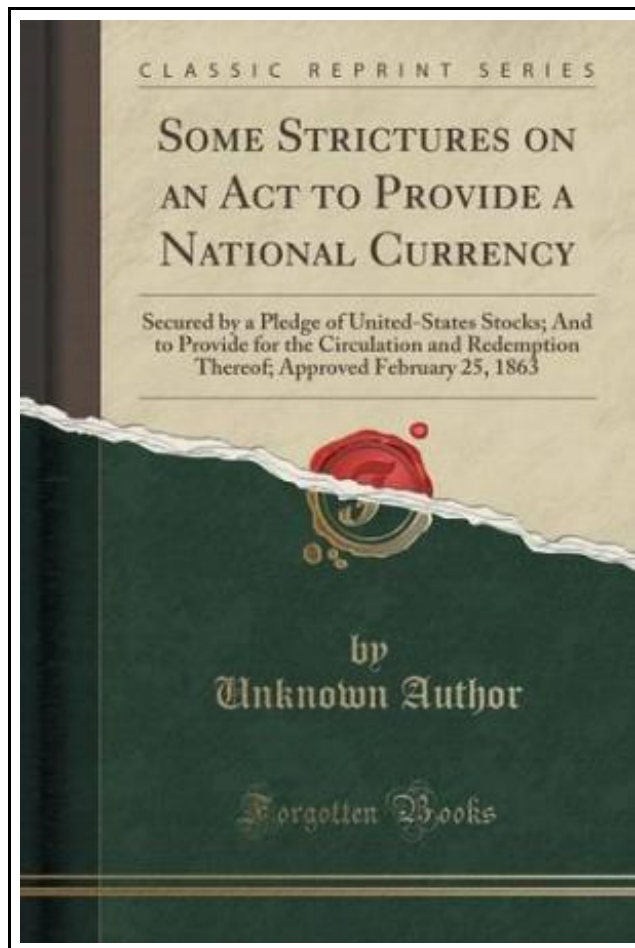 CLASSIC REPRINT SERIES
SOME STRICTURES ON
AN ACT TO PROVIDE A
NATIONAL CURRENCY
Secured by a Pledge of United-States Stocks; And
to Provide for the Circulation and Redemption
Thereof; Approved February 25, 1863
F
by
Unknown Author
Forgotten Books